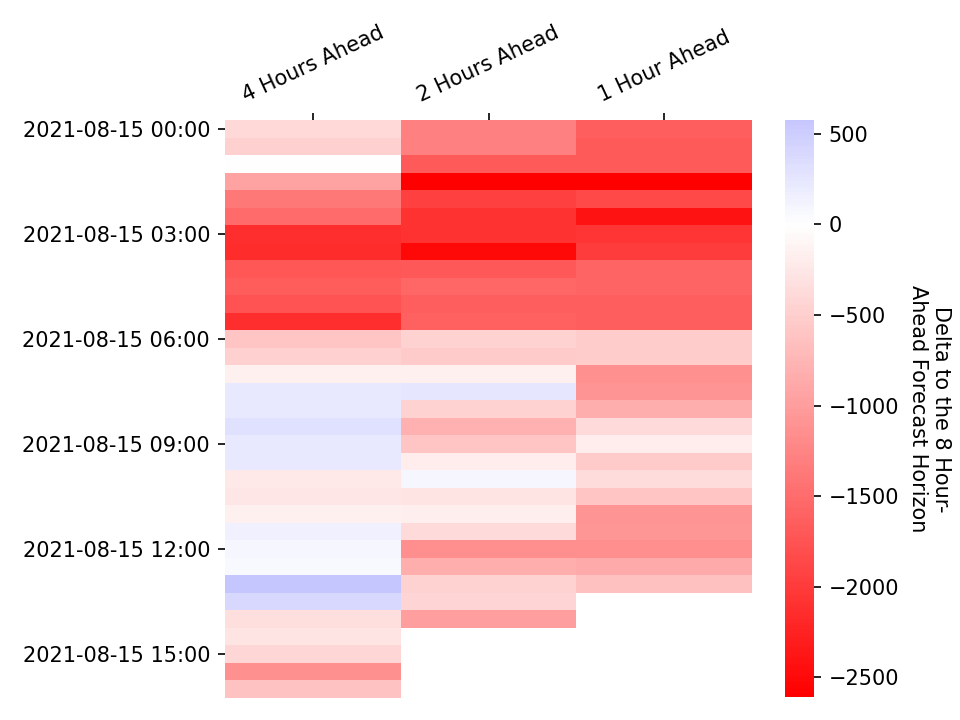 4 Hours Ahead
2 Hours Ahead
1 Hour Ahead
2021-08-15 00:00
2021-08-15 03:00
2021-08-15 06:00
2021-08-15 09:00
2021-08-15 12:00
2021-08-15 15:00
500
0
−500
−1000
−1500
−2000
−2500
Delta to the 8 Hour-
Ahead Forecast Horizon